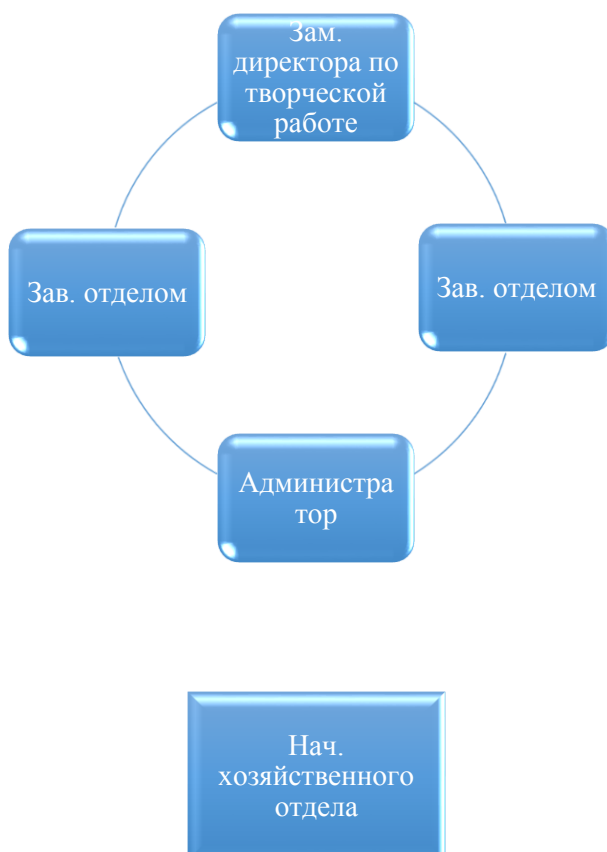 Зам.
директора по
творческой
работе
Зав. отделом
Зав. отделом
Администра
тор
Нач.
хозяйственного
отдела